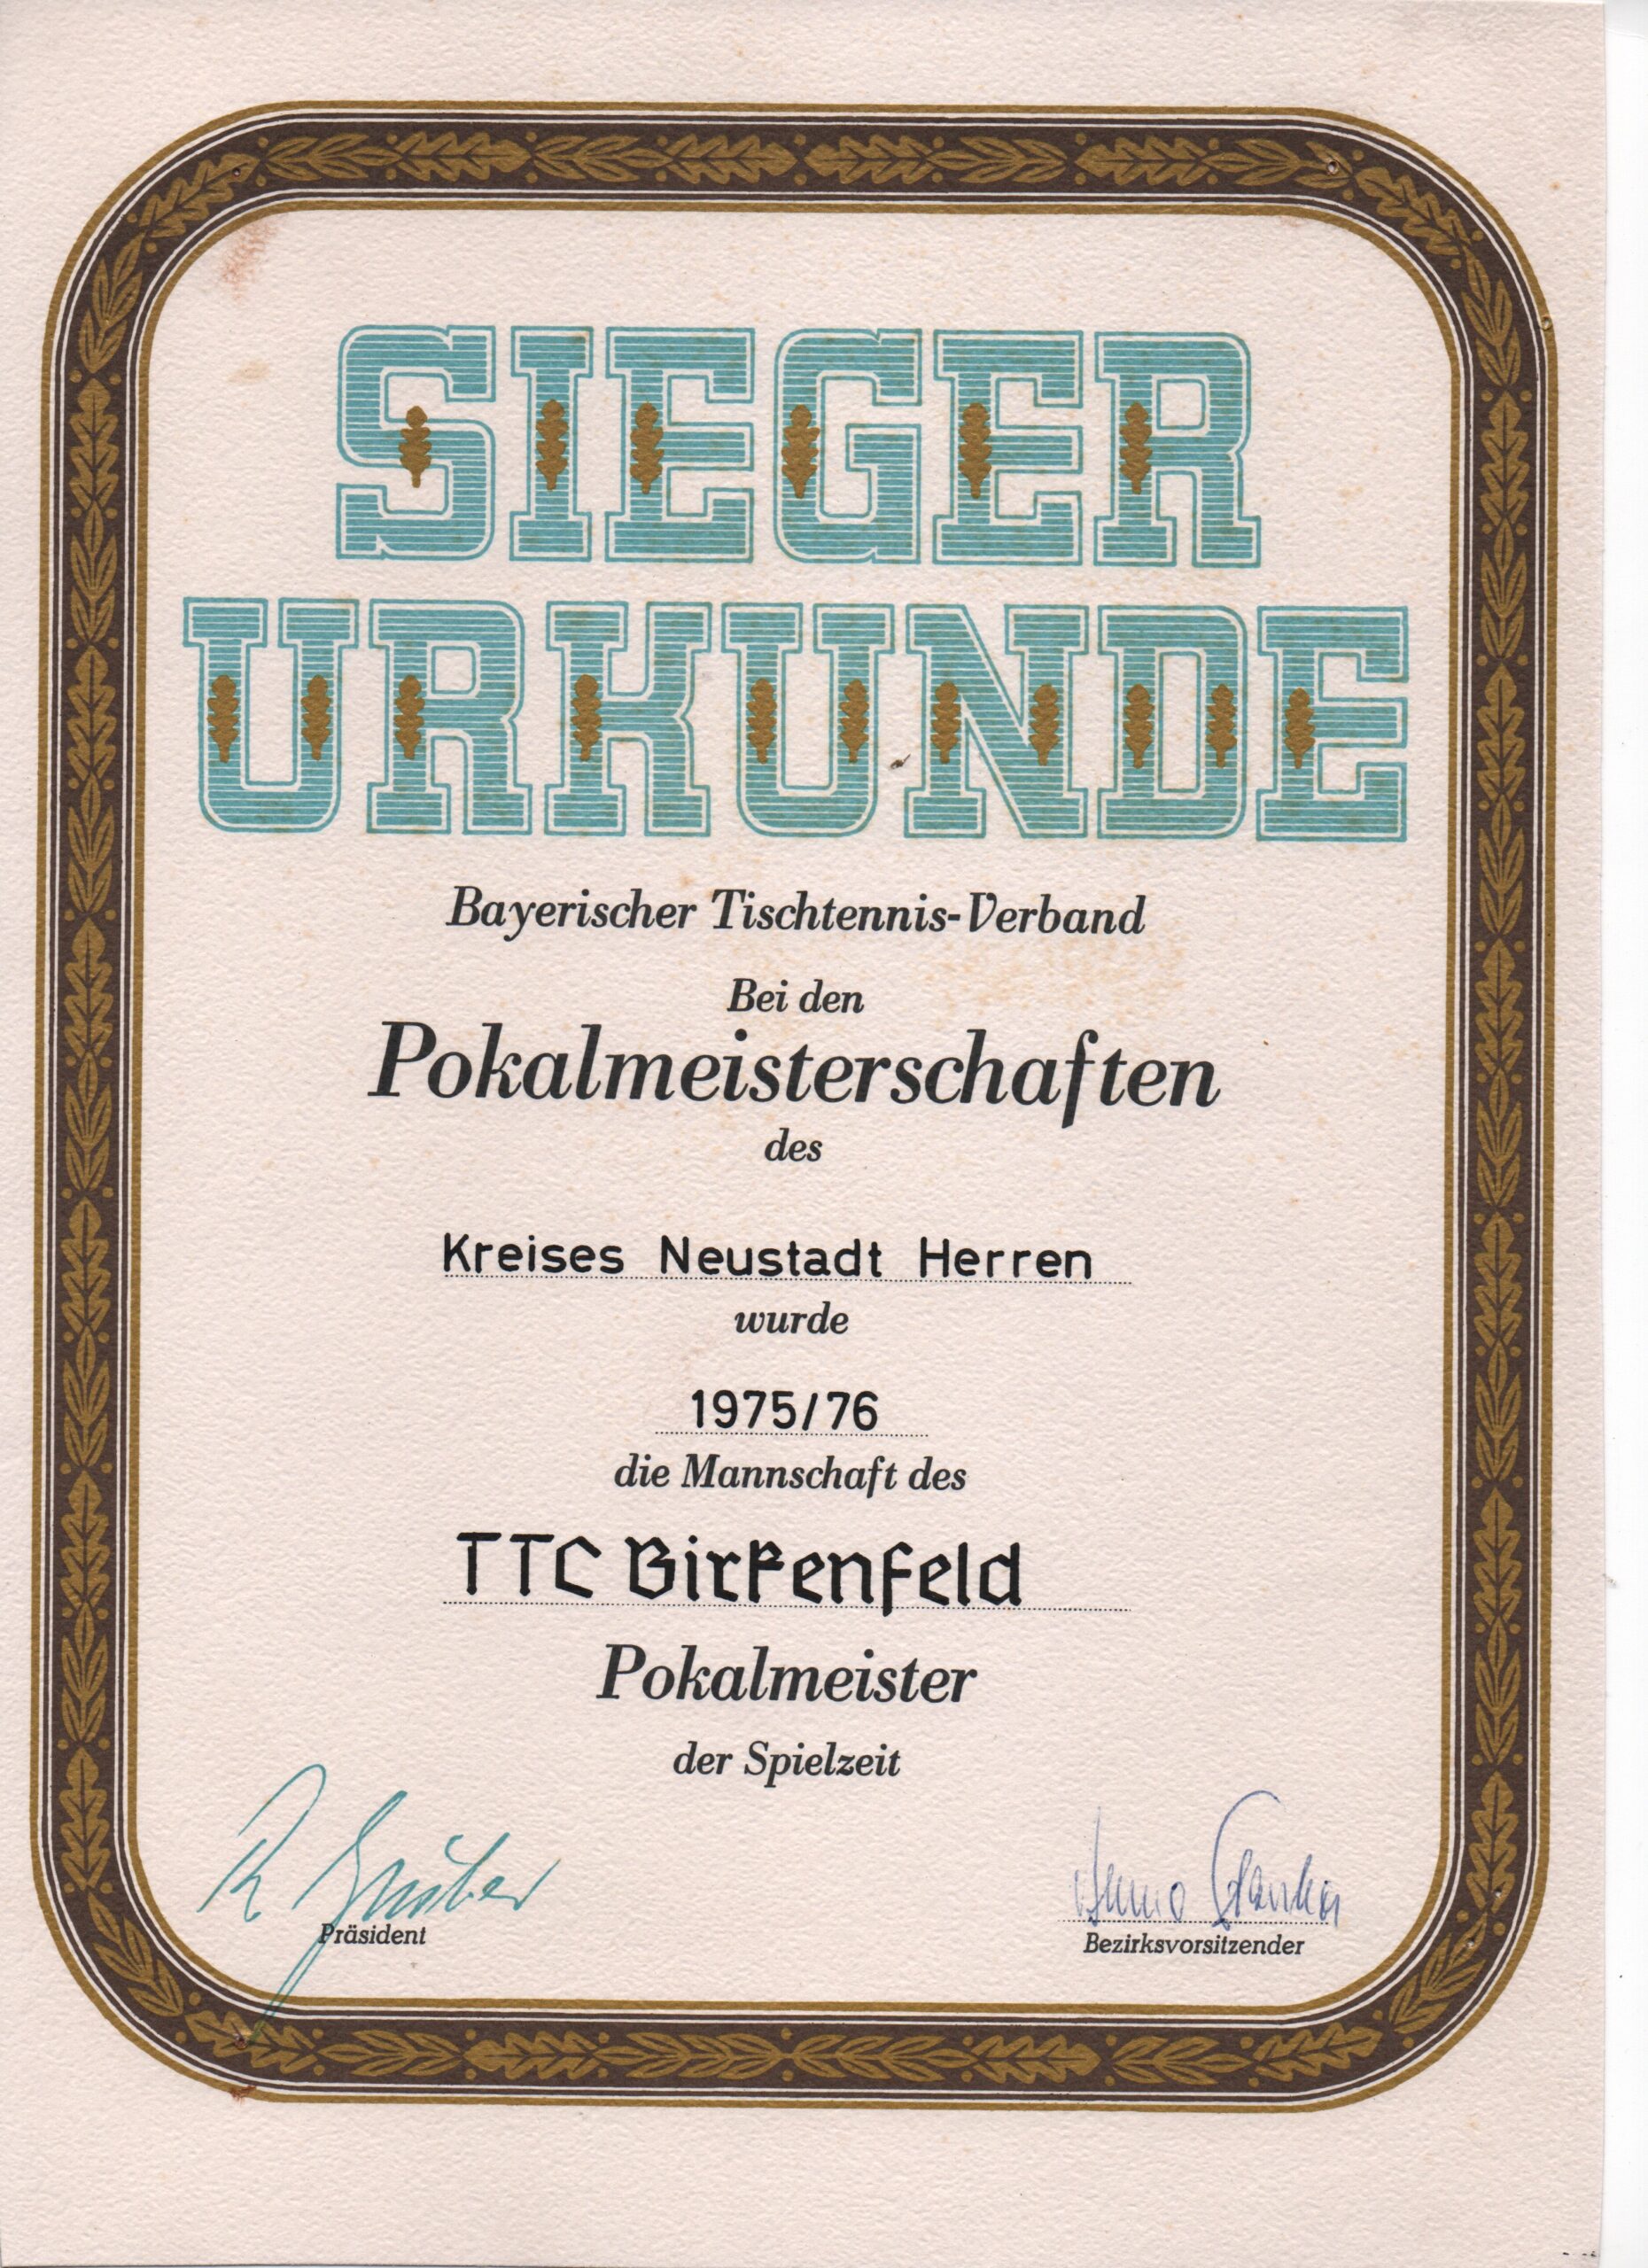 SIEGER
URKUNDE
Bayerischer Tischtennis-Verband
Bei den
Pokalmeisterschaften
des
Kreises Neustadt Herren
wurde
1975/76
die Mannschaft des
TTC Birkenfeld
Pokalmeister
der Spielzeit
Präsident
Bezirksvorsitzender